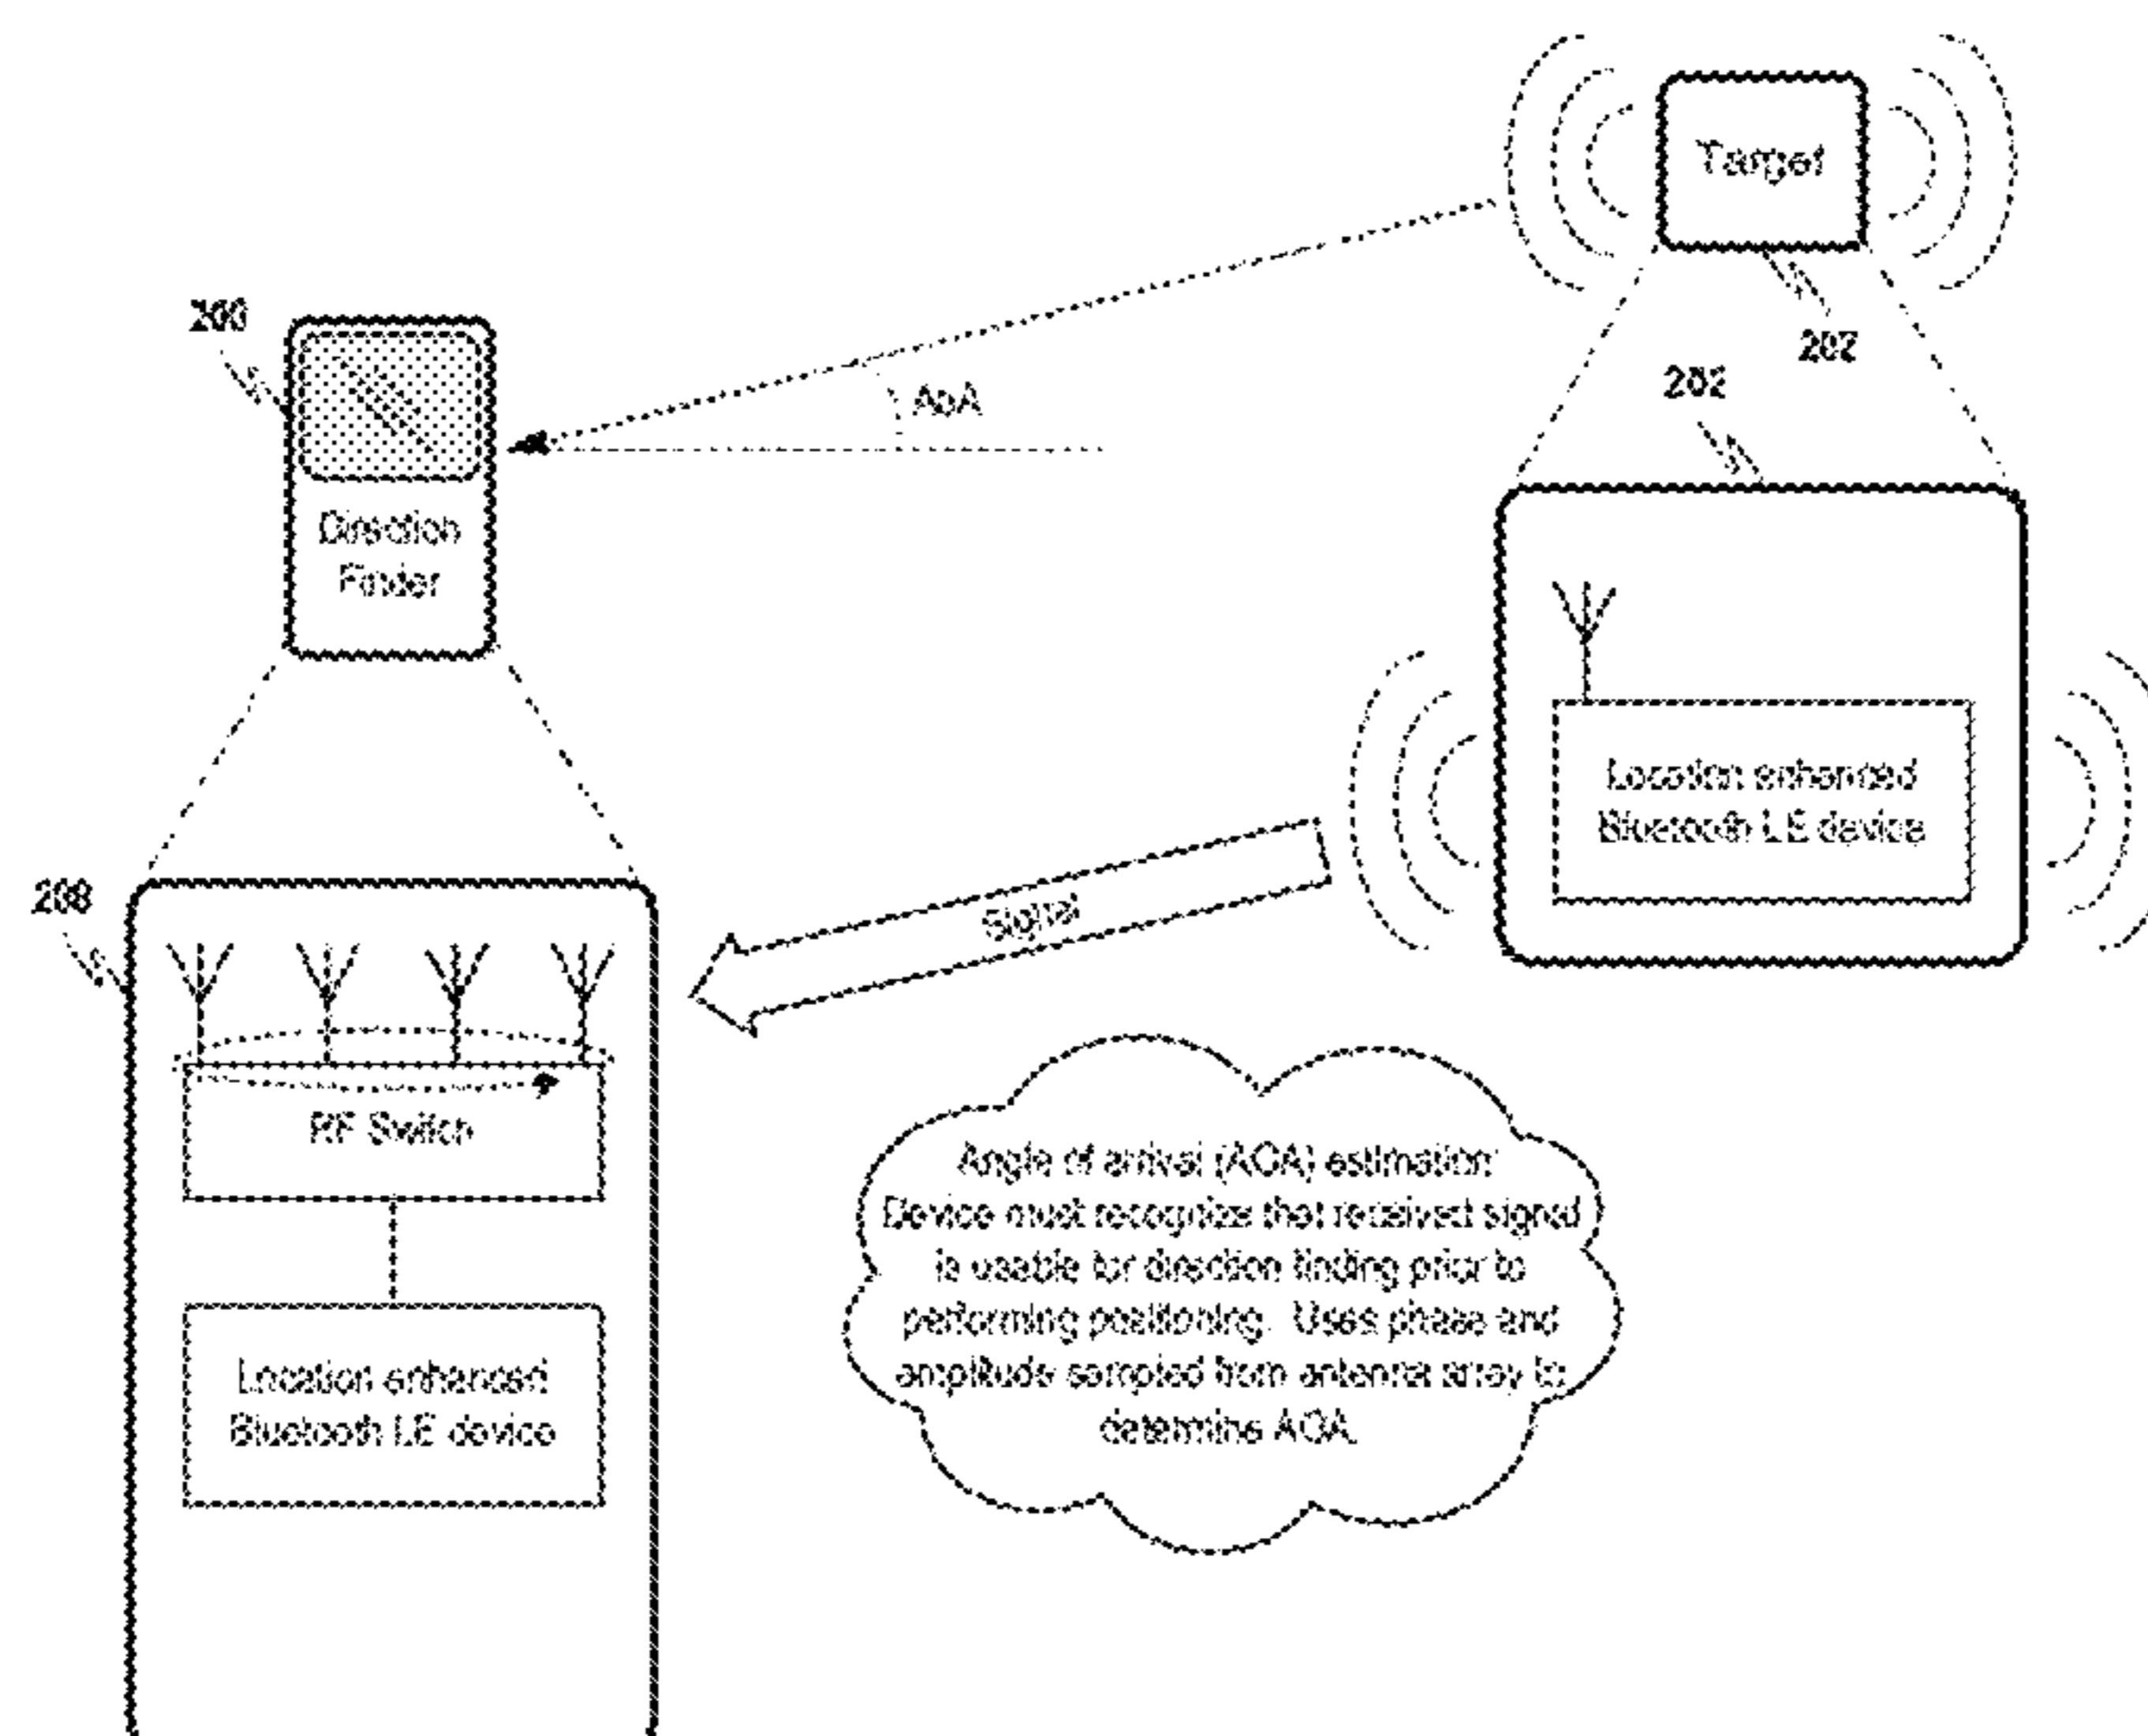 Target
200
202
202
AoA
Direction
Finder
Location enhanced
Bluetooth LE device
200
Signal
RF Switch
Angle of arrival (AOA) estimation:
Device must recognize that received signal
is usable for direction finding prior to
performing positioning. Uses phase and
amplitude sampled from antenna array to
determine AOA.
Location enhanced
Bluetooth LE device